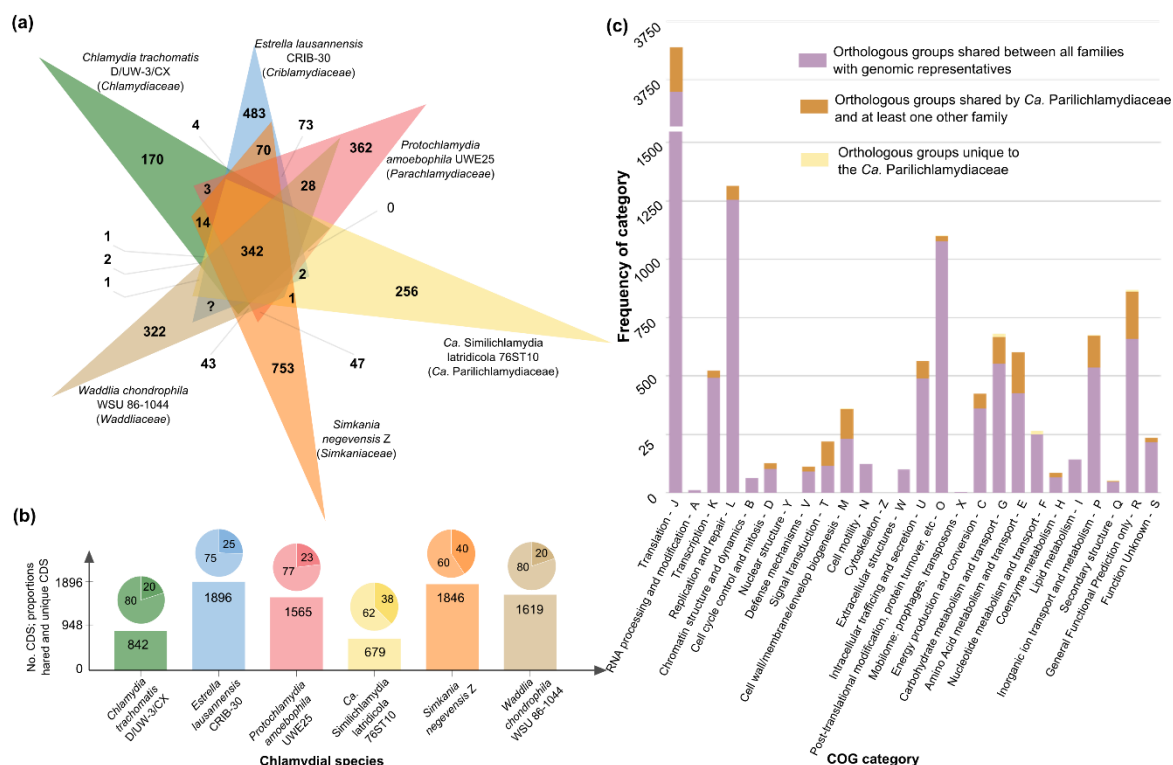 (a)
Chlamydia trachomatis
D/UW-3/CX
(Chlamydiaceae)
Estrella lausannensis
CRIB-30
(Criblamydiaceae)
4
483
73
70
170
362
Protochlamydia
amoebophila UWE25
(Parachlamydiaceae)
3
28
14
0
342
1
2
1
2
1
256
?
322
43
753
47
Ca. Similichlamydia
latridicola 76ST10
(Ca. Parilichlamydiaceae)
Waddlia chondrophila
WSU 86-1044
(Waddliaceae)
Simkania
negevensis Z
(Simkaniaceae)
(b)
No. CDS; proportions
hared and unique CDS
1896
948
0
80
20
75
25
77
23
62
38
60
40
80
20
842
1896
1565
679
1846
1619
Chlamydia
trachomatis
D/UW-3/CX
Estrella
lausannensis
CRIB-30
Protochlamydia
amoebophila
UWE25
Ca.
Similichlamydia
latridicola
76ST10
Simkania
negevensis Z
Waddlia
chondrophila
WSU 86-1044
Chlamydial species
(c)
Frequency of category
3750
3750
1500
1250
1000
750
500
25
0
Orthologous groups shared between all families
with genomic representatives
Orthologous groups shared by Ca. Parilichlamydiaceae
and at least one other family
Orthologous groups unique to
the Ca. Parilichlamydiaceae
Translation - J
RNA processing and modification - A
Transcription - K
Replication and repair - L
Chromatin structure and dynamics - B
Cell cycle control and mitosis - D
Nuclear structure - Y
Defense mechanisms - V
Signal transduction - T
Cell wall/membrane/envelop biogenesis - M
Cell motility - N
Cytoskeleton - Z
Extracellular structures - W
Intracellular trafficing and secretion - U
Post-translational modification, protein turnover, etc - O
Mobilome: prophages, transposons - X
Energy production and conversion - C
Carbohydrate metabolism and transport - G
Amino Acid metabolism and transport - E
Nucleotide metabolism and transport - F
Coenzyme metabolism - H
Lipid metabolism - I
Inorganic ion transport and metabolism - P
Secondary structure - Q
General Functional Prediction only - R
Function Unknown - S
COG category